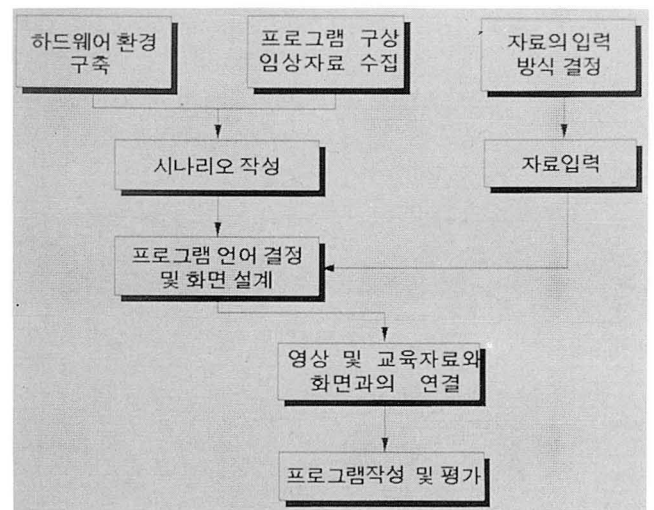 하드웨어 환경
구축
프로그램 구상
임상자료 수집
자료의 입력
방식 결정
시나리오 작성
자료입력
프로그램 언어 결정
및 화면 설계
영상 및 교육자료와
화면과의 연결
프로그램작성 및 평가